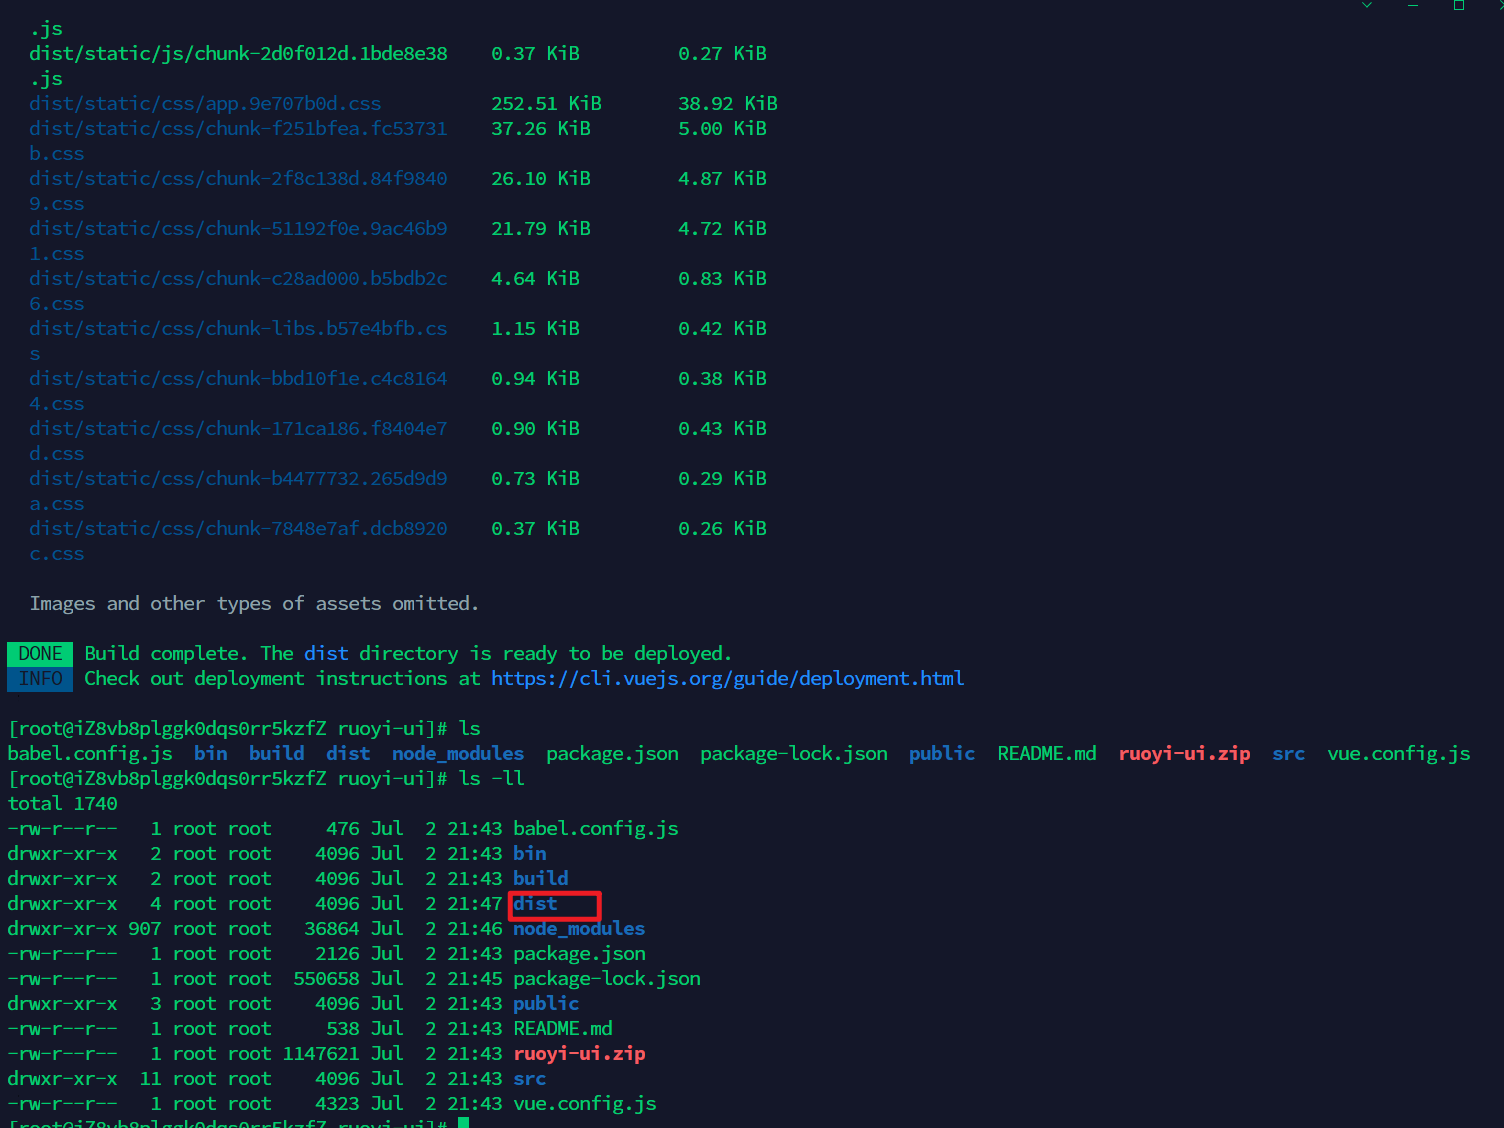 .js
dist/static/js/chunk-2d0f012d.1bde8e38    0.37 KiB         0.27 KiB
.js
dist/static/css/app.9e707b0d.css          252.51 KiB       38.92 KiB
dist/static/css/chunk-f251bfea.fc53731    37.26 KiB        5.00 KiB
b.css
dist/static/css/chunk-2f8c138d.84f9840    26.10 KiB        4.87 KiB
9.css
dist/static/css/chunk-51192f0e.9ac46b9    21.79 KiB        4.72 KiB
1.css
dist/static/css/chunk-c28ad000.b5bdb2c    4.64 KiB         0.83 KiB
6.css
dist/static/css/chunk-libs.b57e4bfb.cs    1.15 KiB         0.42 KiB
s
dist/static/css/chunk-bbd10f1e.c4c8164    0.94 KiB         0.38 KiB
4.css
dist/static/css/chunk-171ca186.f8404e7    0.90 KiB         0.43 KiB
d.css
dist/static/css/chunk-b4477732.265d9d9    0.73 KiB         0.29 KiB
a.css
dist/static/css/chunk-7848e7af.dcb8920    0.37 KiB         0.26 KiB
c.css
Images and other types of assets omitted.
DONE Build complete. The dist directory is ready to be deployed.
INFO Check out deployment instructions at https://cli.vuejs.org/guide/deployment.html
[root@iZ8vb8plggk0dqs0rr5kzfZ ruoyi-ui]# ls
babel.config.js  bin  build  dist  node_modules  package.json  package-lock.json  public  README.md  ruoyi-ui.zip  src  vue.config.js
[root@iZ8vb8plggk0dqs0rr5kzfZ ruoyi-ui]# ls -ll
total 1740
-rw-r--r--   1 root root     476 Jul  2 21:43 babel.config.js
drwxr-xr-x   2 root root    4096 Jul  2 21:43 bin
drwxr-xr-x   2 root root    4096 Jul  2 21:43 build
drwxr-xr-x   4 root root    4096 Jul  2 21:47 dist
drwxr-xr-x 907 root root   36864 Jul  2 21:46 node_modules
-rw-r--r--   1 root root    2126 Jul  2 21:43 package.json
-rw-r--r--   1 root root  550658 Jul  2 21:45 package-lock.json
drwxr-xr-x   3 root root    4096 Jul  2 21:43 public
-rw-r--r--   1 root root     538 Jul  2 21:43 README.md
-rw-r--r--   1 root root 1147621 Jul  2 21:43 ruoyi-ui.zip
drwxr-xr-x  11 root root    4096 Jul  2 21:43 src
-rw-r--r--   1 root root    4323 Jul  2 21:43 vue.config.js
[root@iZ8vb8plggk0dqs0rr5kzfZ ruoyi-ui]#